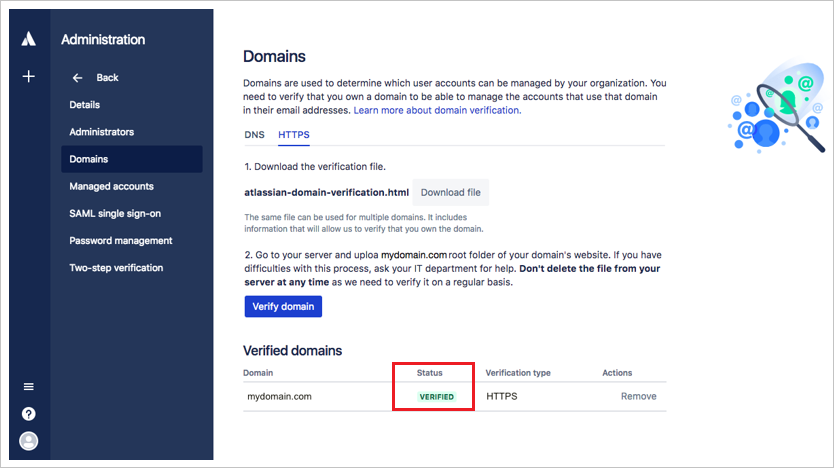 Administration
Back
Details
Administrators
Domains
Managed accounts
SAML single sign-on
Password management
Two-step verification
?
Domains
Domains are used to determine which user accounts can be managed by your organization. You
need to verify that you own a domain to be able to manage the accounts that use that domain
in their email addresses. Learn more about domain verification.
DNS HTTPS
1. Download the verification file.
atlassian-domain-verification.html Download file
The same file can be used for multiple domains. It includes
information that will allow us to verify that you own the domain.
2. Go to your server and uploa mydomain.com root folder of your domain's website. If you have
difficulties with this process, ask your IT department for help. Don't delete the file from your
server at any time as we need to verify it on a regular basis.
Verify domain
Verified domains
Domain Status Verification type Actions
mydomain.com VERIFIED HTTPS Remove
@
@
@
@